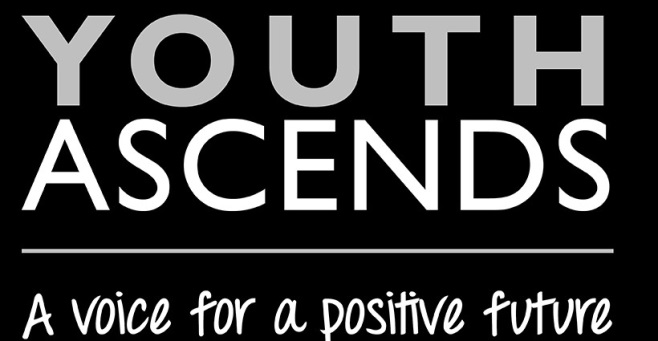 YOUTH
ASCENDS
A voice for a positive future